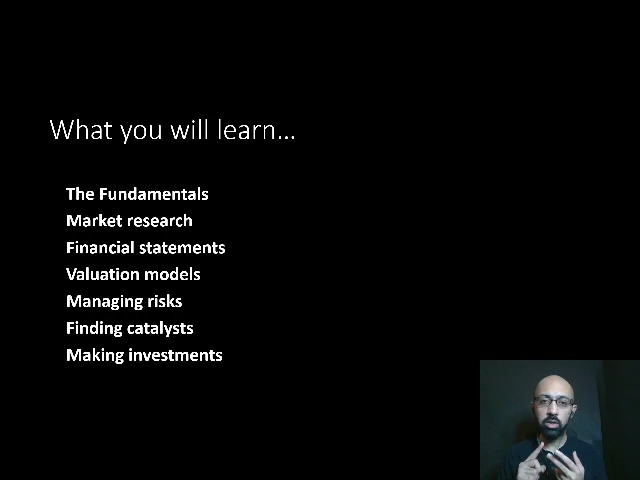 What you will learn...
The Fundamentals
Market research
Financial statements
Valuation models
Managing risks
Finding catalysts
Making investments